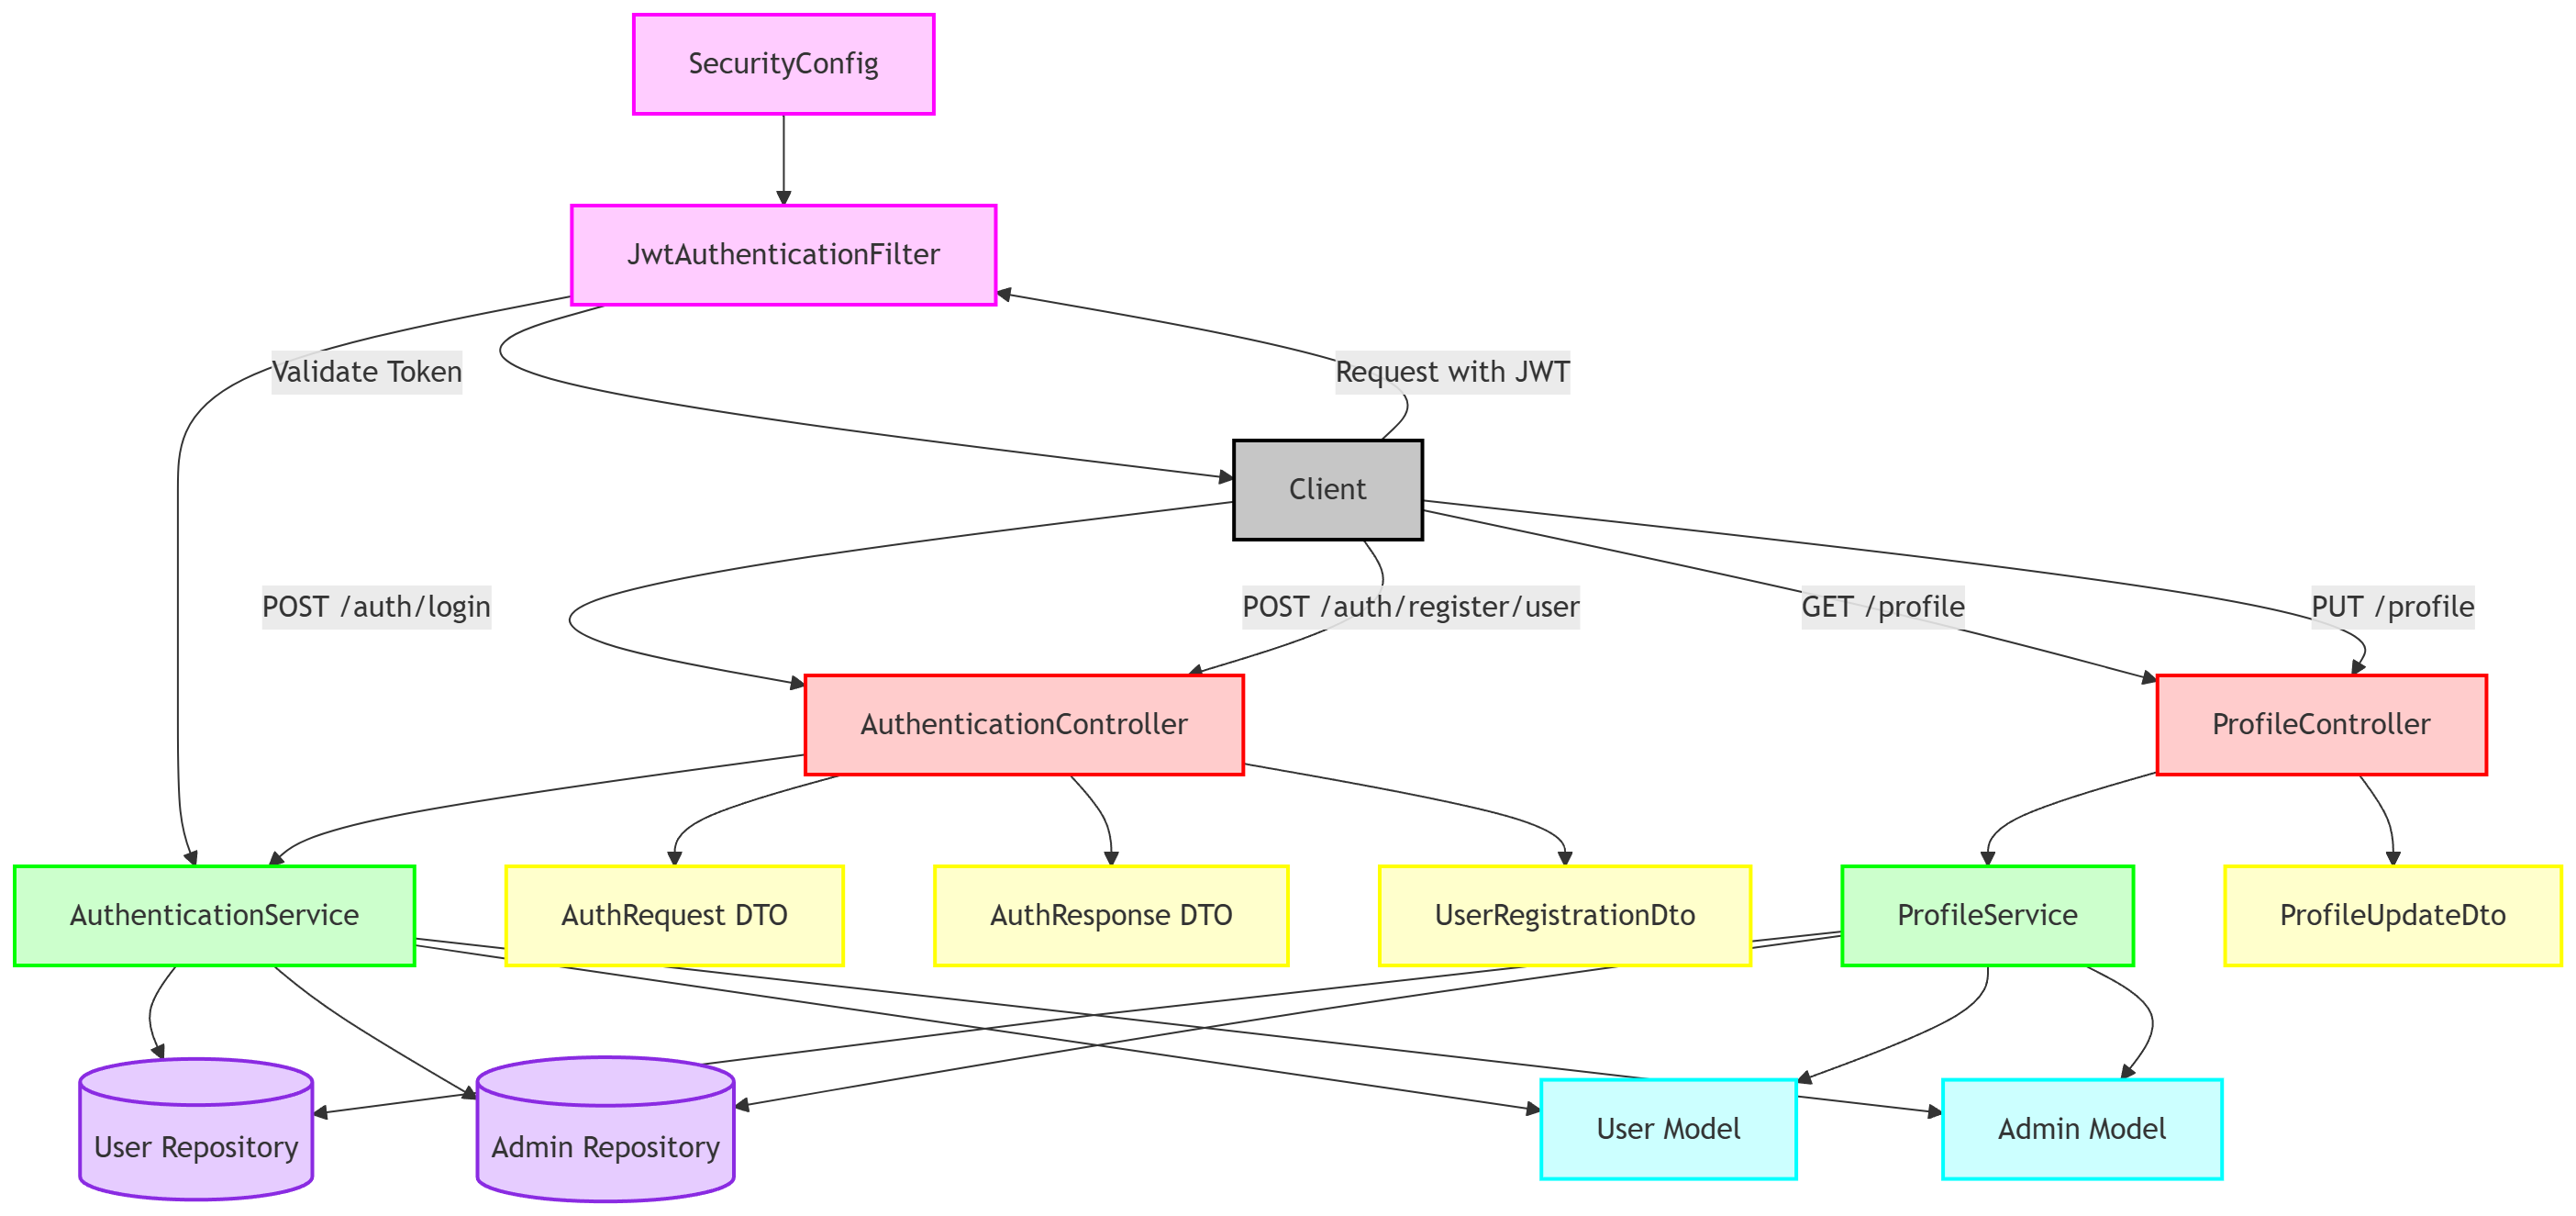 SecurityConfig
JwtAuthenticationFilter
Validate Token
Request with JWT
Client
POST /auth/login
POST /auth/register/user
GET /profile
PUT /profile
AuthenticationController
ProfileController
AuthenticationService
AuthRequest DTO
AuthResponse DTO
UserRegistrationDto
ProfileService
ProfileUpdateDto
User Repository
Admin Repository
User Model
Admin Model